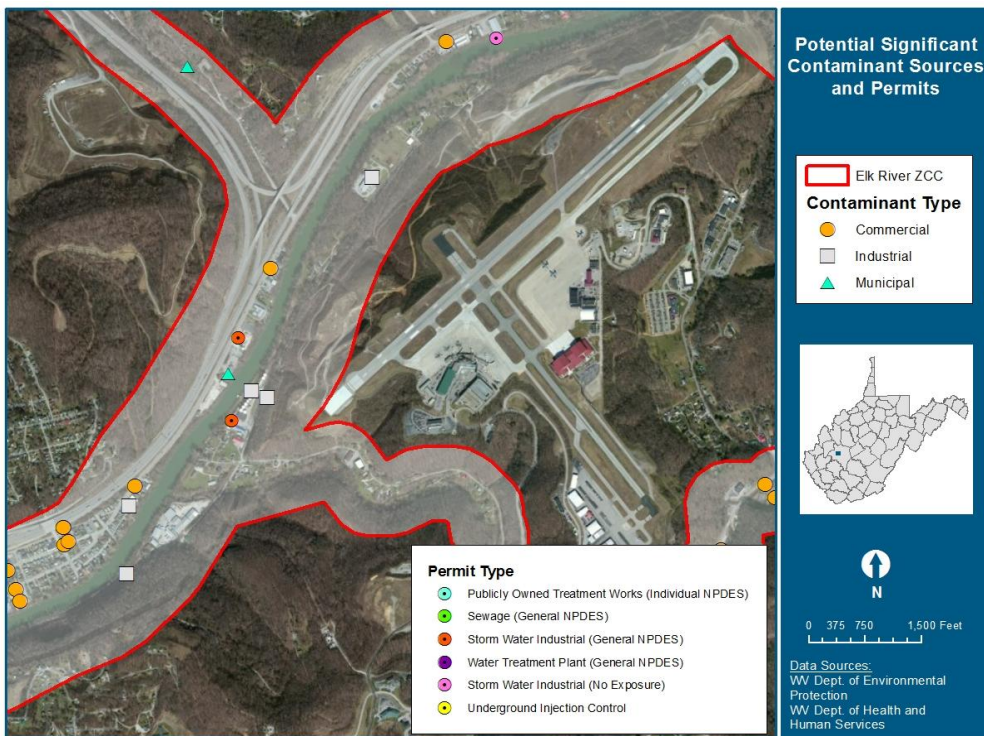 Potential Significant
Contaminant Sources
and Permits
Elk River ZCC
Contaminant Type
Commercial
Industrial
Municipal
N
0 375 750 1,500 Feet
Data Sources:
WV Dept. of Environmental
Protection
WV Dept. of Health and
Human Services
Permit Type
Publicly Owned Treatment Works (Individual NPDES)
Sewage (General NPDES)
Storm Water Industrial (General NPDES)
Water Treatment Plant (General NPDES)
Storm Water Industrial (No Exposure)
Underground Injection Control